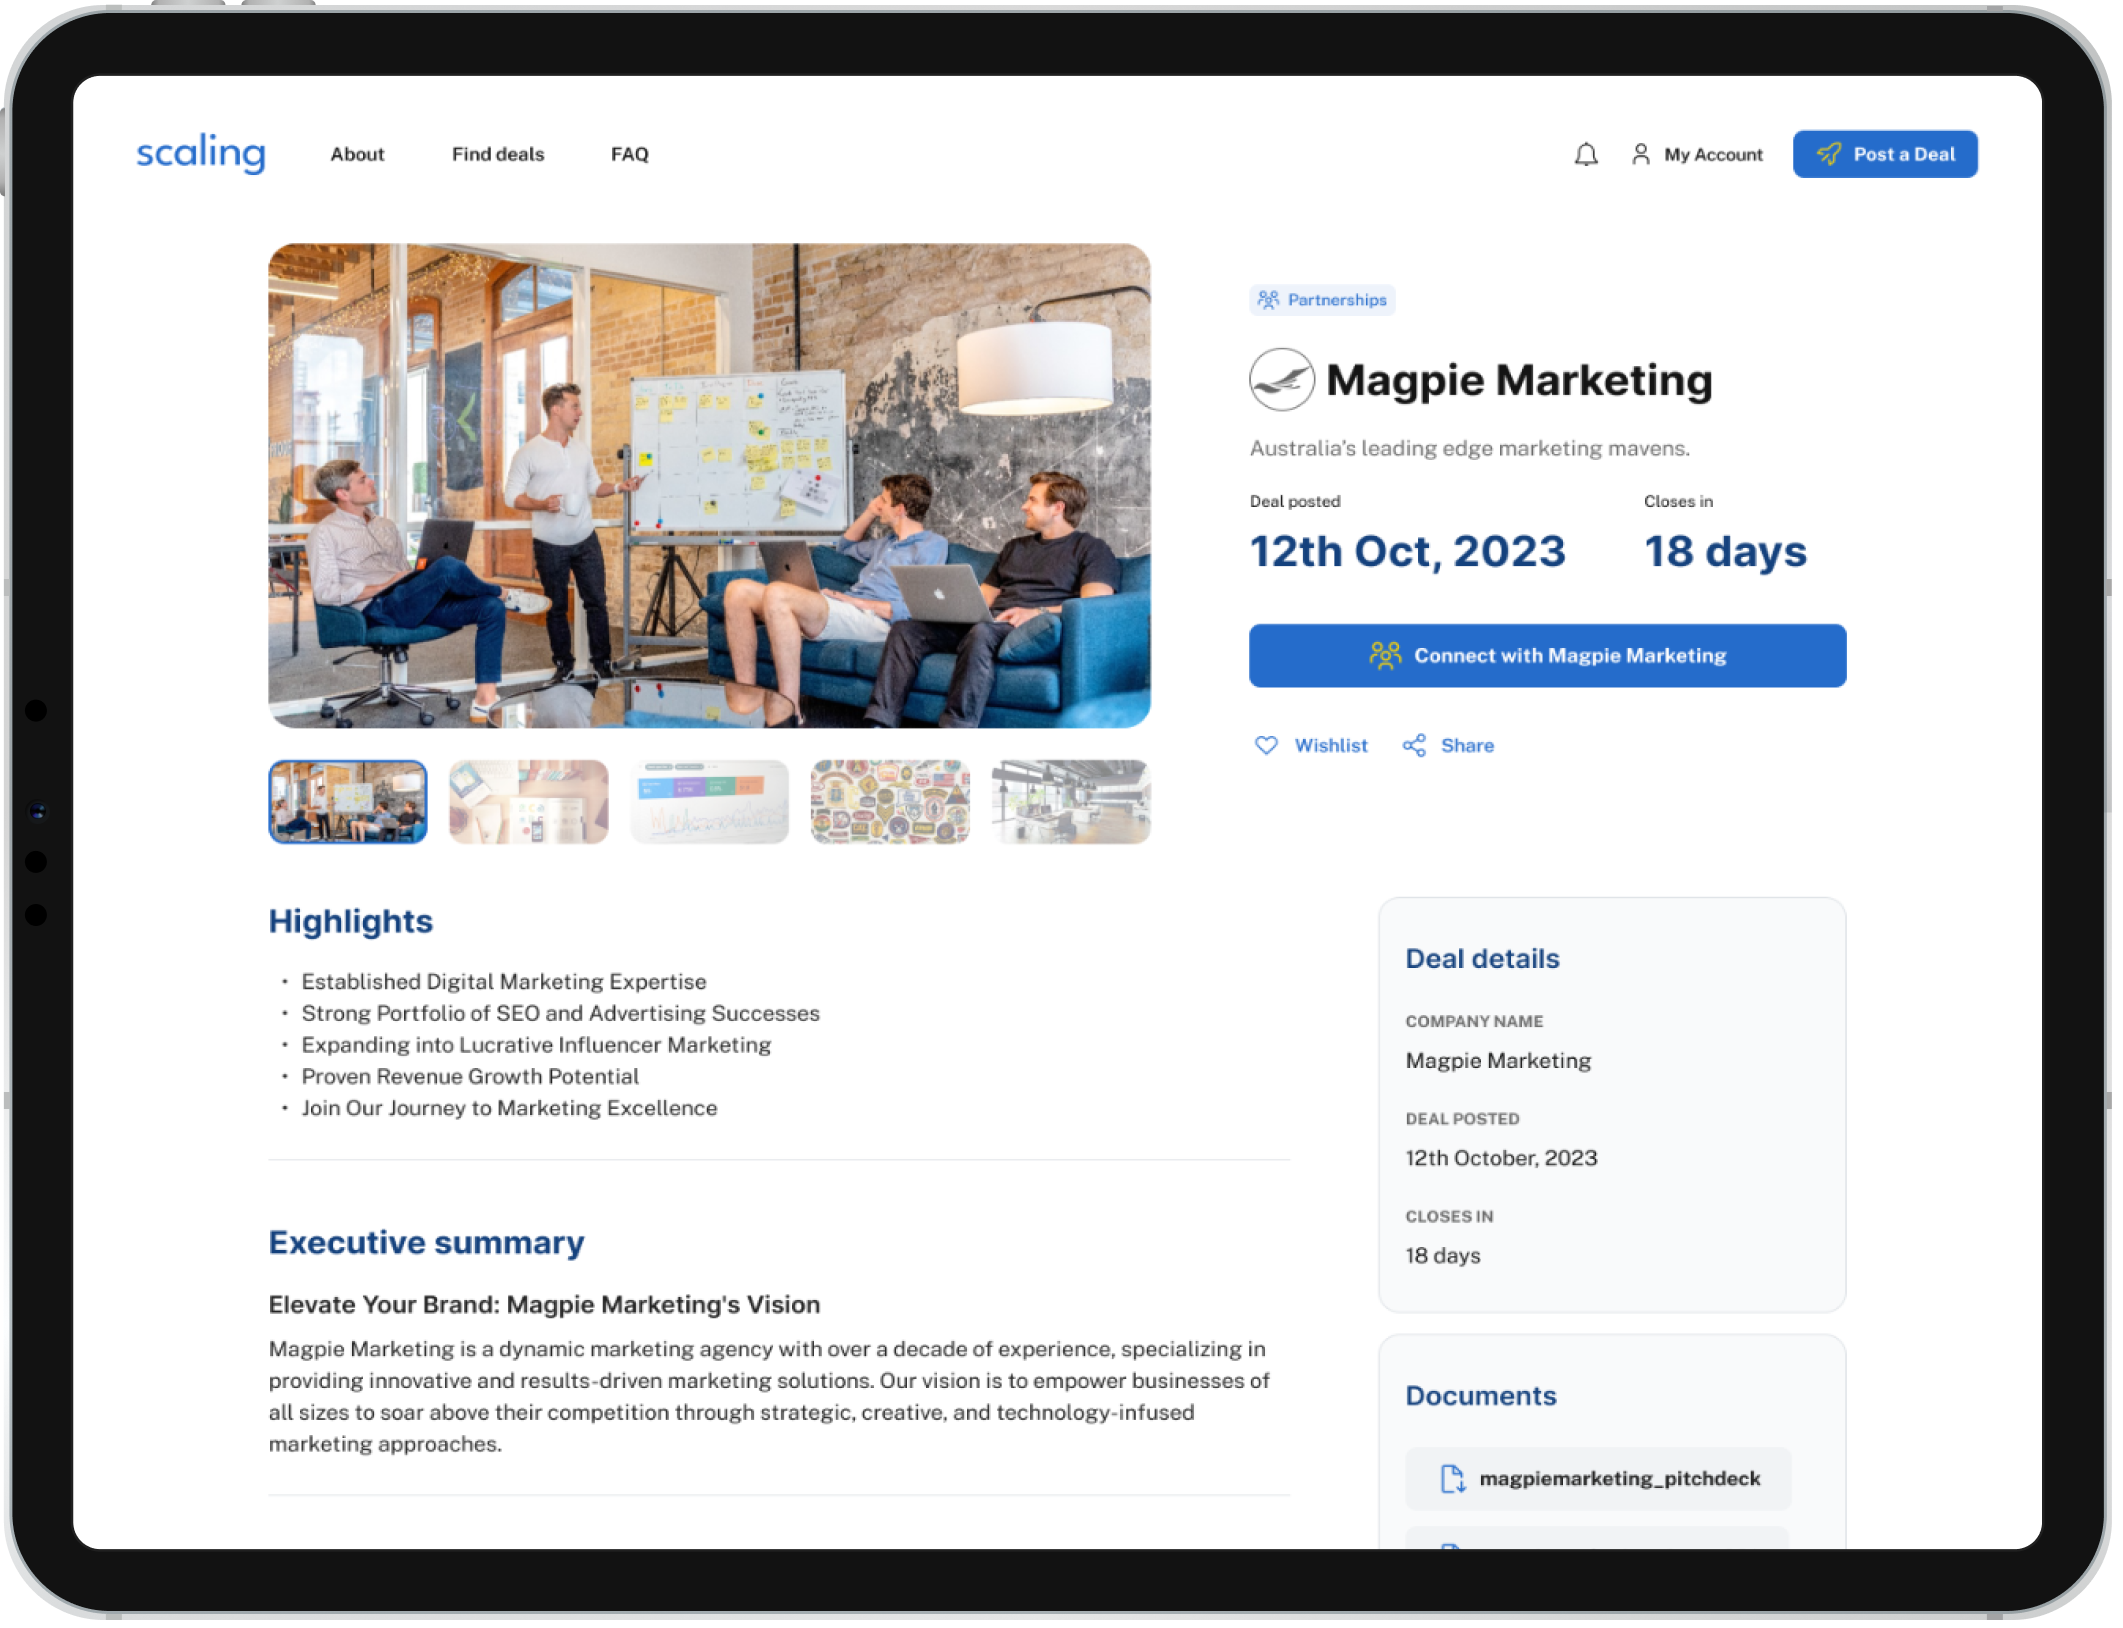 scaling
About
Find deals
FAQ
My Account
Post a Deal
Partnerships
Magpie Marketing
Australia's leading edge marketing mavens.
Deal posted
Closes in
12th Oct, 2023
18 days
Connect with Magpie Marketing
Wishlist
Share
Highlights
• Established Digital Marketing Expertise
• Strong Portfolio of SEO and Advertising Successes
• Expanding into Lucrative Influencer Marketing
• Proven Revenue Growth Potential
• Join Our Journey to Marketing Excellence
Executive summary
Elevate Your Brand: Magpie Marketing's Vision
Magpie Marketing is a dynamic marketing agency with over a decade of experience, specializing in
providing innovative and results-driven marketing solutions. Our vision is to empower businesses of
all sizes to soar above their competition through strategic, creative, and technology-infused
marketing approaches.
Deal details
COMPANY NAME
Magpie Marketing
DEAL POSTED
12th October, 2023
CLOSES IN
18 days
Documents
magpiemarketing_pitchdeck